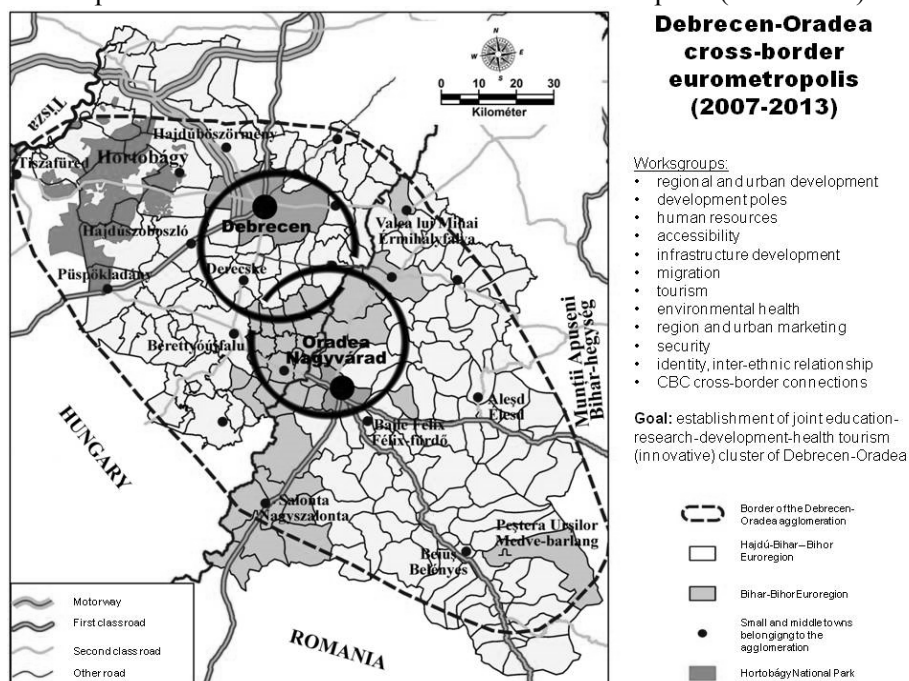 Debrecen-Oradea
cross-border
eurometropolis
(2007-2013)
Worksgroups:
• regional and urban development
• development poles
• human resources
• accessibility
• infrastructure development
• migration
• tourism
• environmental health
• region and urban marketing
• security
• identity, inter-ethnic relationship
• CBC cross-border connections
Goal: establishment of joint education-
research-development-health tourism
(innovative) cluster of Debrecen-Oradea
Border of the Debrecen-
Oradea agglomeration
Hajdú-Bihar–Bihor
Euroregion
Bihar-Bihor Euroregion
Small and middle towns
belongigng to the
agglomeration
Hortobágy National Park
N
W
E
S
0 10 20 30
Kilométer
Tisza
Hajdúböszörmény
Tiszafüred
Hortobágy
Debrecen
Hajdúszoboszló
Valea lui Mihai
Érmihályfalva
Püspökladány
Derecske
Berettyóújfalu
Oradea
Nagyvárad
Munții Apuseni
Bihar-hegység
Aleşd
Élesd
Baile Felix
Félix-fürdő
HUNGARY
Salonta
Nagyszalonta
Peştera Urşilor
Medve-barlang
Beiuş
Belényes
ROMANIA
Motorway
First class road
Second class road
Other road